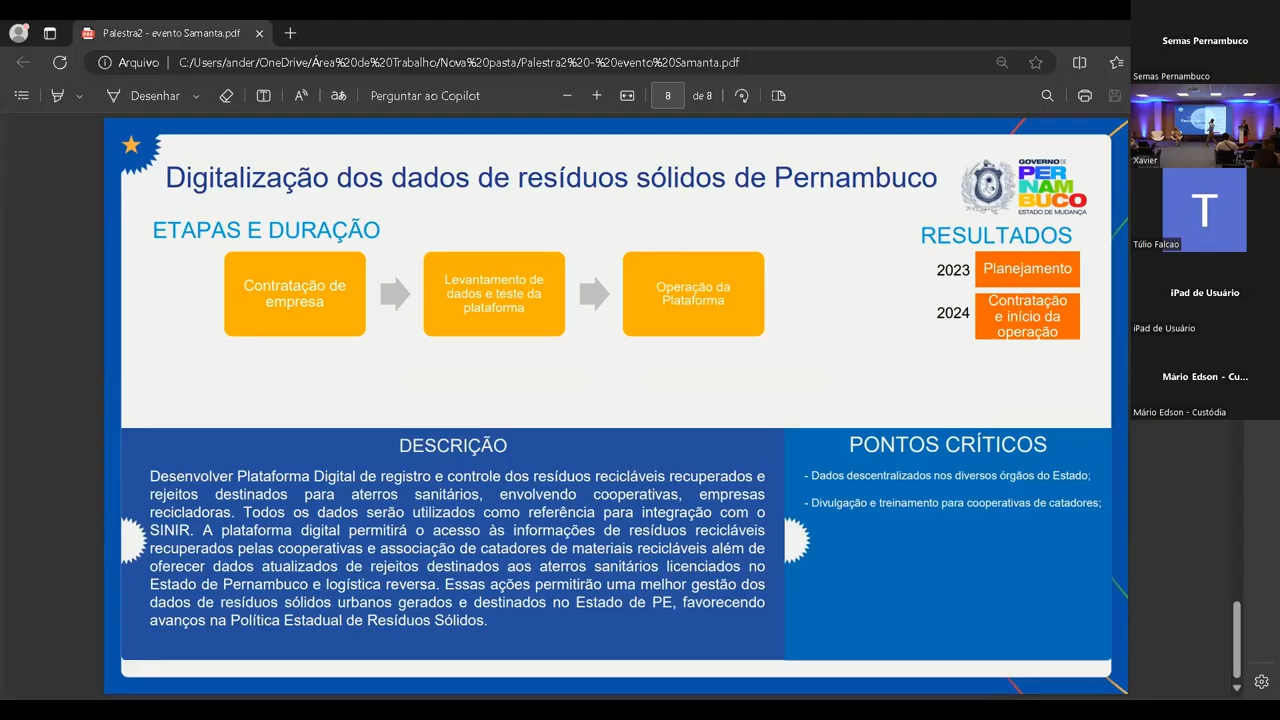 Palestra2 - evento Samanta.pdf
Arquivo
C:/Users/ander/OneDrive/Área%20de%20Trabalho/Nova%20pasta/Palestra2%20-%20evento%20Samanta.pdf
Desenhar
Perguntar ao Copilot
8
de 8
Digitalização dos dados de resíduos sólidos de Pernambuco
GOVERNO DE
PER
NAM
BUCO
ESTADO DE MUDANÇA
ETAPAS E DURAÇÃO
Contratação de
empresa
Levantamento de
dados e teste da
plataforma
Operação da
Plataforma
RESULTADOS
2023
Planejamento
2024
Contratação
e início da
operação
DESCRIÇÃO
Desenvolver Plataforma Digital de registro e controle dos resíduos recicláveis recuperados e
rejeitos destinados para aterros sanitários, envolvendo cooperativas, empresas
recicladoras. Todos os dados serão utilizados como referência para integração com o
SINIR. A plataforma digital permitirá o acesso às informações de resíduos recicláveis
recuperados pelas cooperativas e associação de catadores de materiais recicláveis além de
oferecer dados atualizados de rejeitos destinados aos aterros sanitários licenciados no
Estado de Pernambuco e logística reversa. Essas ações permitirão uma melhor gestão dos
dados de resíduos sólidos urbanos gerados e destinados no Estado de PE, favorecendo
avanços na Política Estadual de Resíduos Sólidos.
PONTOS CRÍTICOS
- Dados descentralizados nos diversos órgãos do Estado;
- Divulgação e treinamento para cooperativas de catadores;
Semas Pernambuco
Semas Pernambuco
Xavier
T
Túlio Falcao
iPad de Usuário
iPad de Usuário
Mário Edson - Cu...
Mário Edson - Custódia